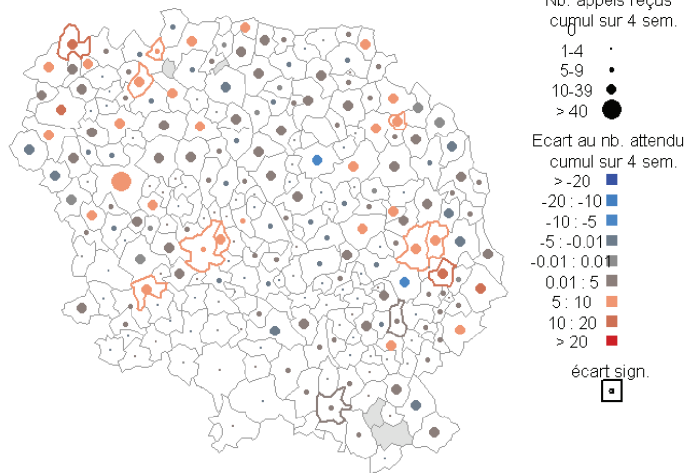 Nb. appels reçus
cumul sur 4 sem.
0
1-4
5-9
10-39
> 40
Ecart au nb. attendu
cumul sur 4 sem.
> -20
-20 : -10
-10 : -5
-5 : -0.01
-0.01 : 0.01
0.01 : 5
5 : 10
10 : 20
> 20
écart sign.